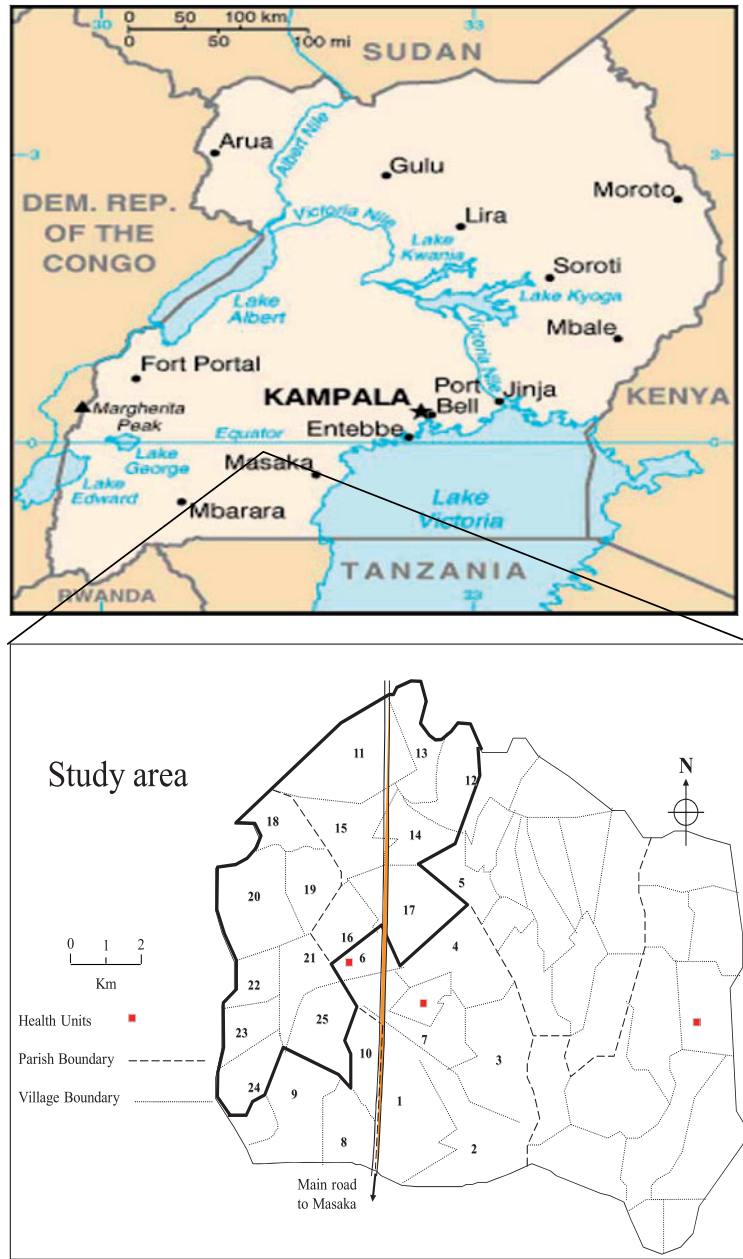 30
0 50 100 km
0 50 100 mi
33
SUDAN
Arua
Albert Nile
3
3
Gulu
Moroto
DEM. REP.
OF THE
CONGO
Victoria Nile
Lira
Lake
Kwania
Soroti
Lake
Albert
Lake Kyoga
Mbale
Victoria Nile
Fort Portal
KAMPALA
Port
Bell
Jinja
KENYA
Margherita
Peak
Equator
Entebbe
0
0
Lake
George
Masaka
Lake
Edward
Lake
Victoria
Mbarara
TANZANIA
RWANDA
33
Study area
N
11
13
12
18
15
14
5
20
19
17
16
4
21
6
22
25
23
10
7
3
24
9
1
8
2
0 1 2
Km
Health Units
Parish Boundary
Village Boundary
Main road
to Masaka